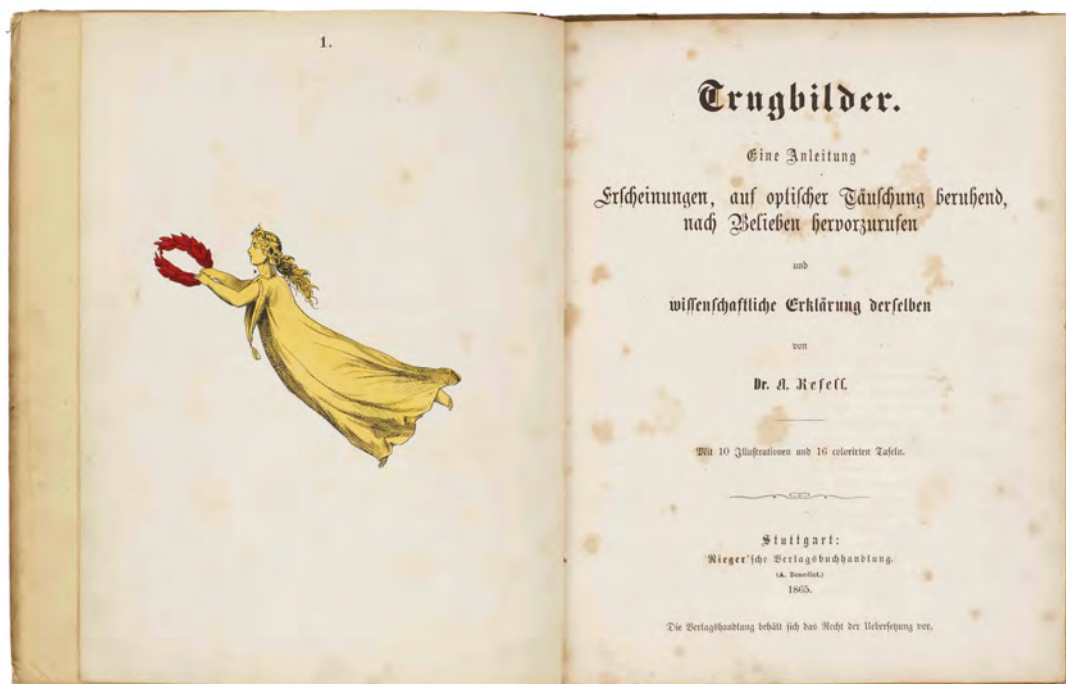 1.
Trugbilder.
Eine Anleitung
Erscheinungen, auf optischer Täuschung beruhend,
nach Belieben hervorzurufen
und
wissenschaftliche Erklärung derselben
von
Dr. A. Refell.
Mit 10 Illustrationen und 16 colorirten Tafeln.
Stuttgart:
Rieger'sche Verlagsbuchhandlung.
(A. Benedict.)
1865.
Die Verlagshandlung behält sich das Recht der Uebersetzung vor.